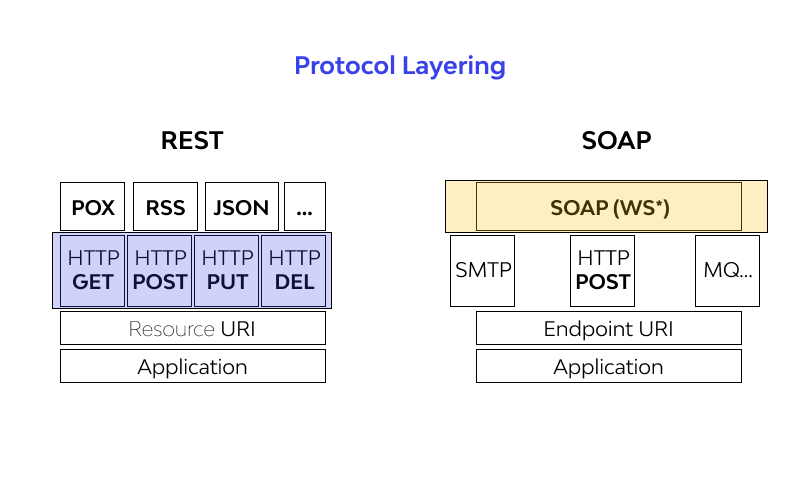 Protocol Layering
REST
POX RSS JSON ...
HTTP GET HTTP POST HTTP PUT HTTP DEL
Resource URI
Application
SOAP
SOAP (WS*)
SMTP HTTP POST MQ...
Endpoint URI
Application